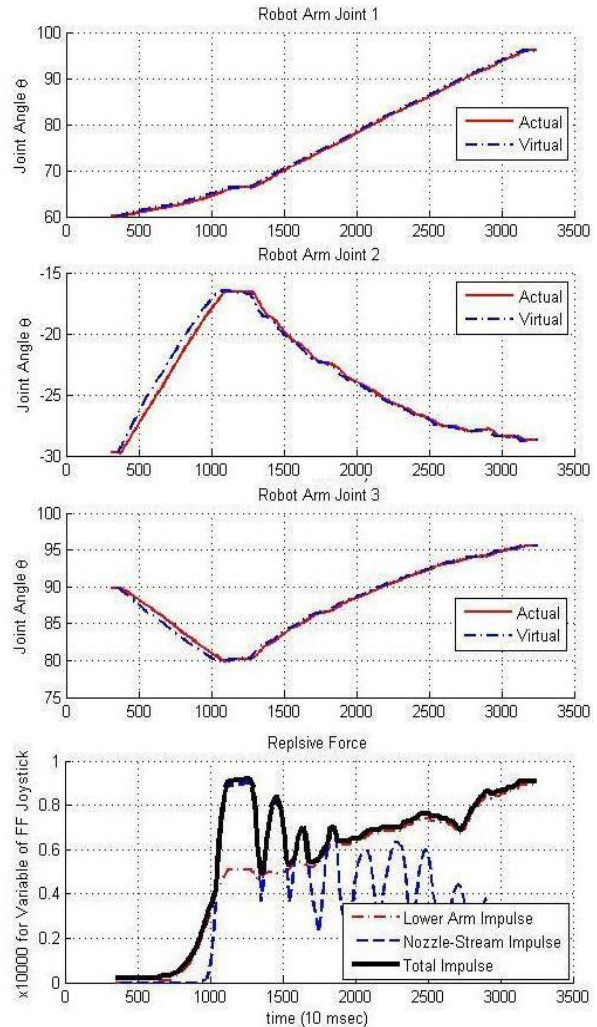 Robot Arm Joint 1
100
90
80
70
60
Joint Angle θ
Actual
Virtual
0 500 1000 1500 2000 2500 3000 3500
Robot Arm Joint 2
-15
-20
-25
-30
Joint Angle θ
Actual
Virtual
0 500 1000 1500 2000 2500 3000 3500
Robot Arm Joint 3
100
95
90
85
80
75
Joint Angle θ
Actual
Virtual
0 500 1000 1500 2000 2500 3000 3500
Replsive Force
1
0.8
0.6
0.4
0.2
0
x10000 for Variable of FF Joystick
Lower Arm Impulse
Nozzle-Stream Impulse
Total Impulse
0 500 1000 1500 2000 2500 3000 3500
time (10 msec)